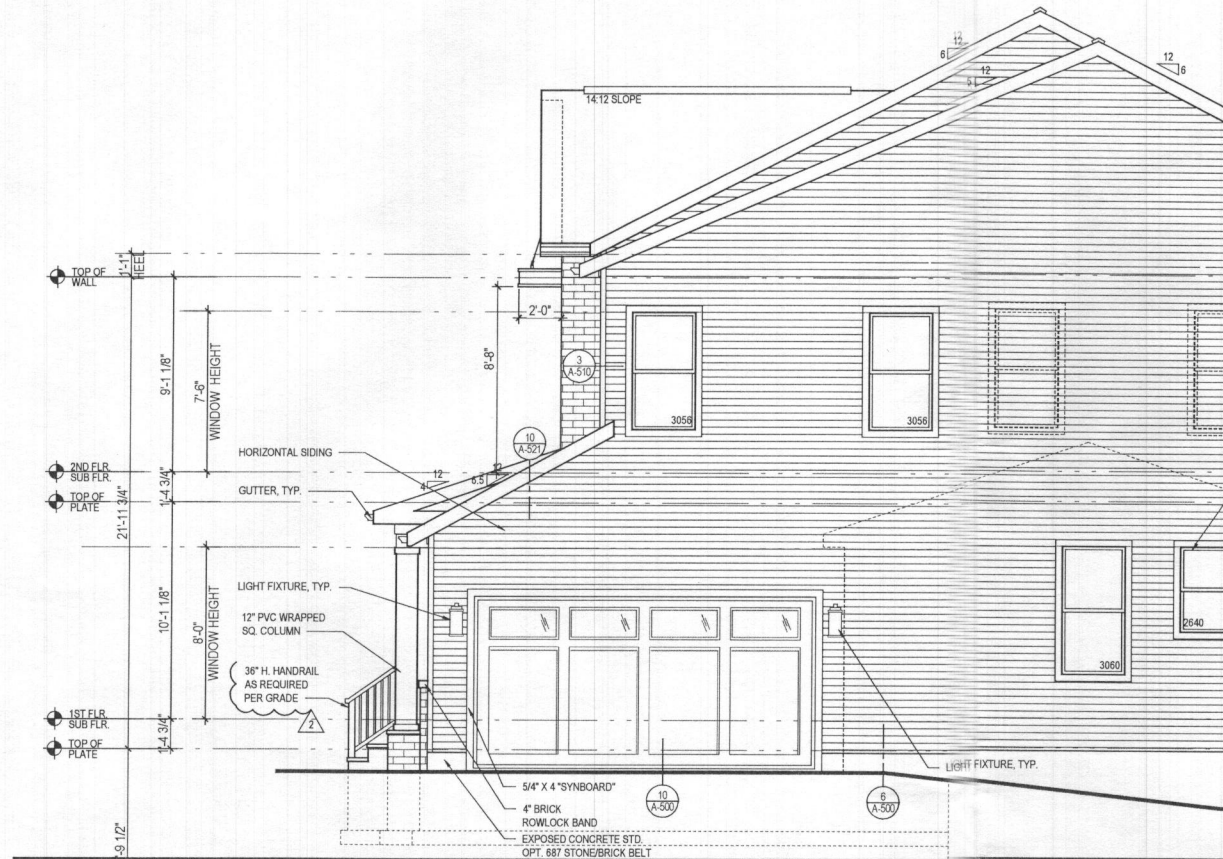 12
12
6
12
5
12
6
14:12 SLOPE
1'-1"
HEEL
TOP OF
WALL
2'-0"
9'-1 1/8"
7'-6"
WINDOW HEIGHT
8'-8"
3
A-510
3056
3056
10
A-521
HORIZONTAL SIDING
2ND FLR.
SUB FLR.
12
4
12
6.5
GUTTER, TYP.
TOP OF
PLATE
1'-4 3/4"
21'-11 3/4"
10'-1 1/8"
8'-0"
WINDOW HEIGHT
LIGHT FIXTURE, TYP.
12" PVC WRAPPED
SQ. COLUMN
36" H. HANDRAIL
AS REQUIRED
PER GRADE
2
2640
3060
1ST FLR.
SUB FLR.
TOP OF
PLATE
1'-4 3/4"
LIGHT FIXTURE, TYP.
5/4" X 4 "SYNBOARD"
10
A-500
6
A-500
4" BRICK
ROWLOCK BAND
EXPOSED CONCRETE STD.
OPT. 687 STONE/BRICK BELT
-9 1/2"